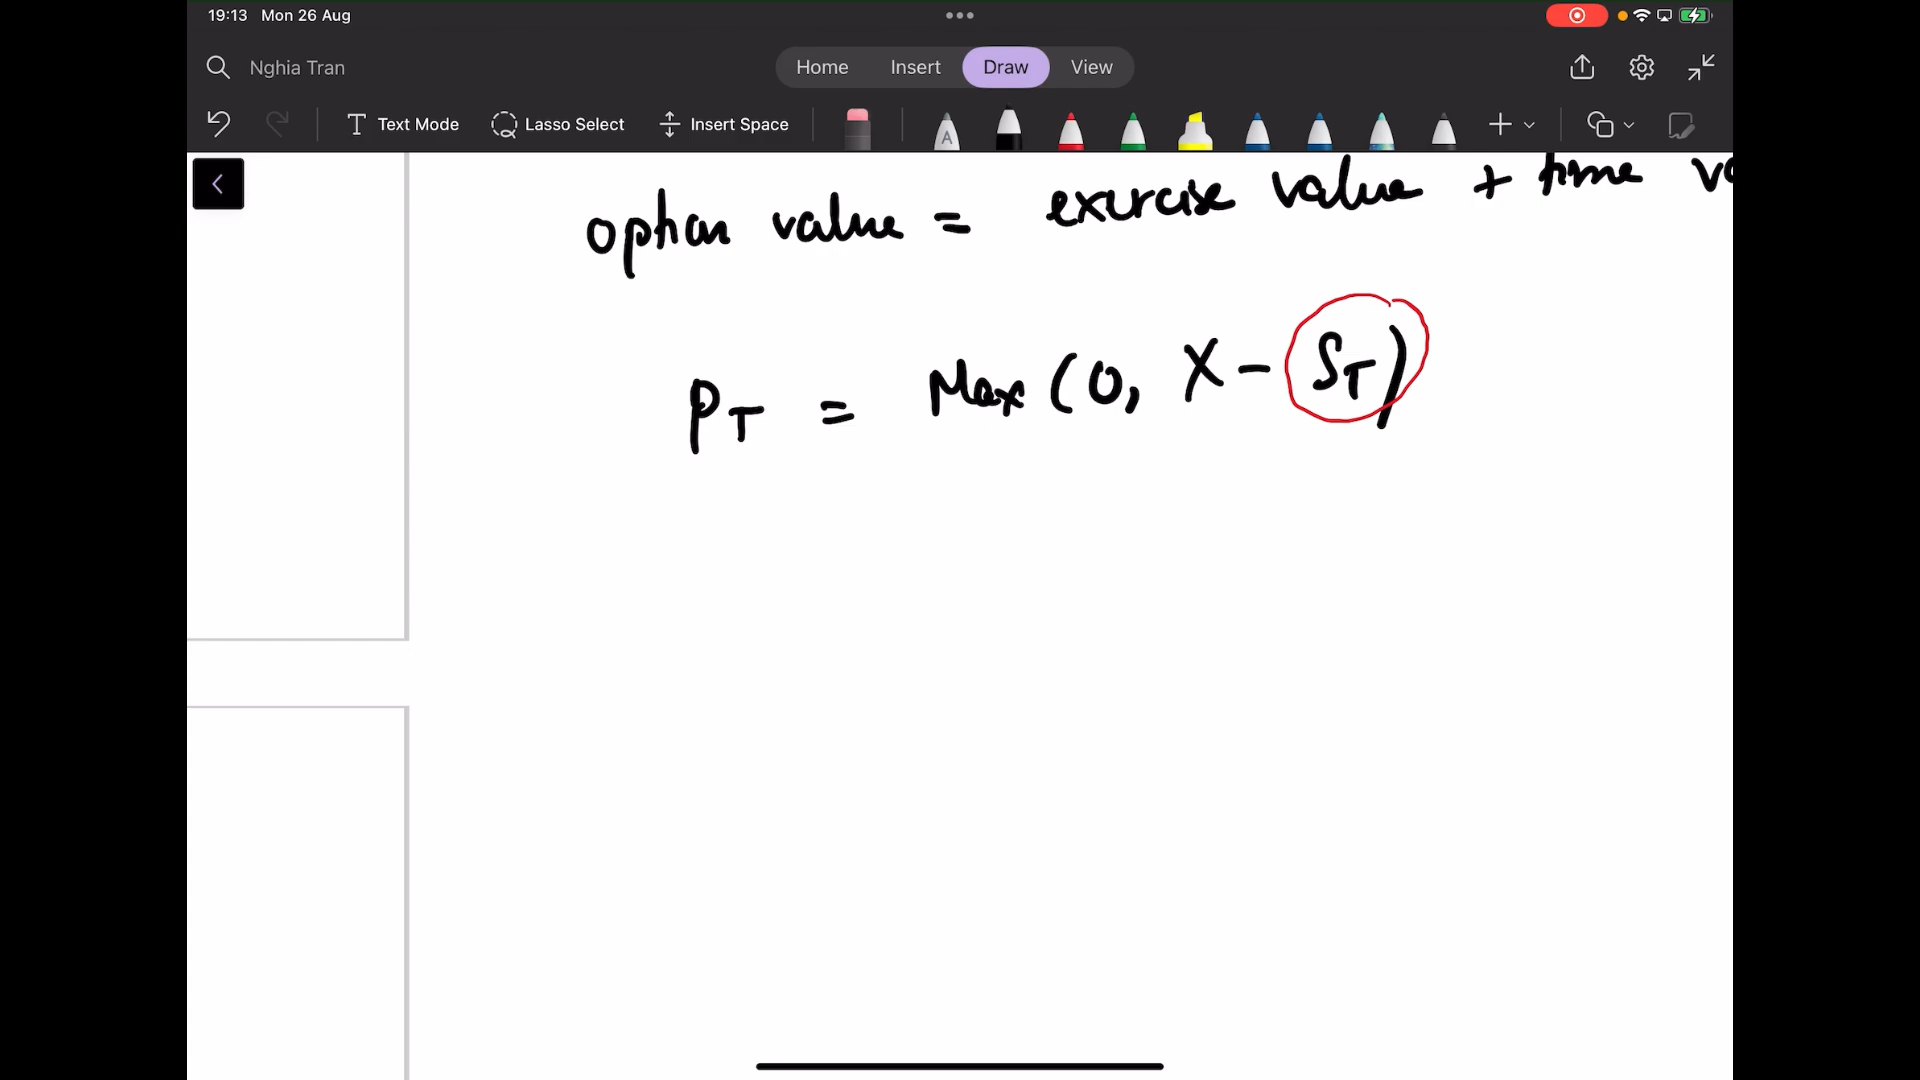 19:13 Mon 26 Aug
Nghia Tran Home Insert Draw View
Text Mode Lasso Select Insert Space A
option value = exercise value + time va
PT = Max (0, X - ST)